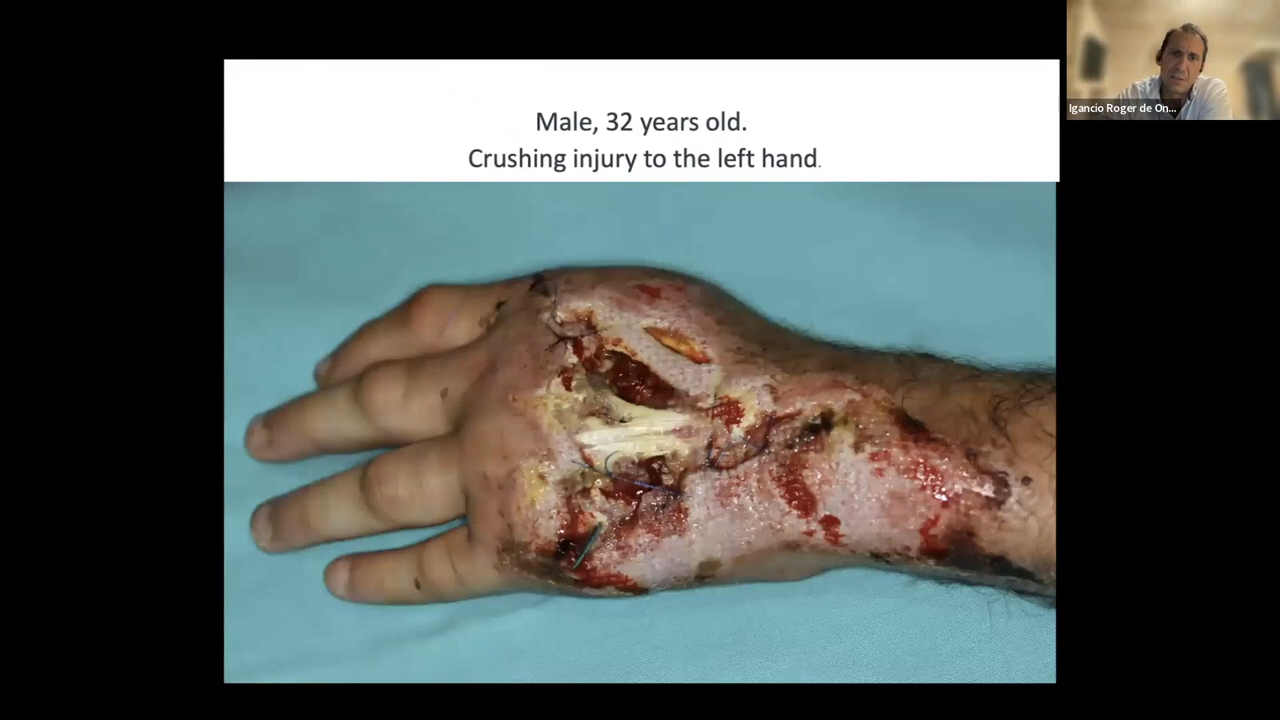 Male, 32 years old.
Crushing injury to the left hand.
Igancio Roger de On...